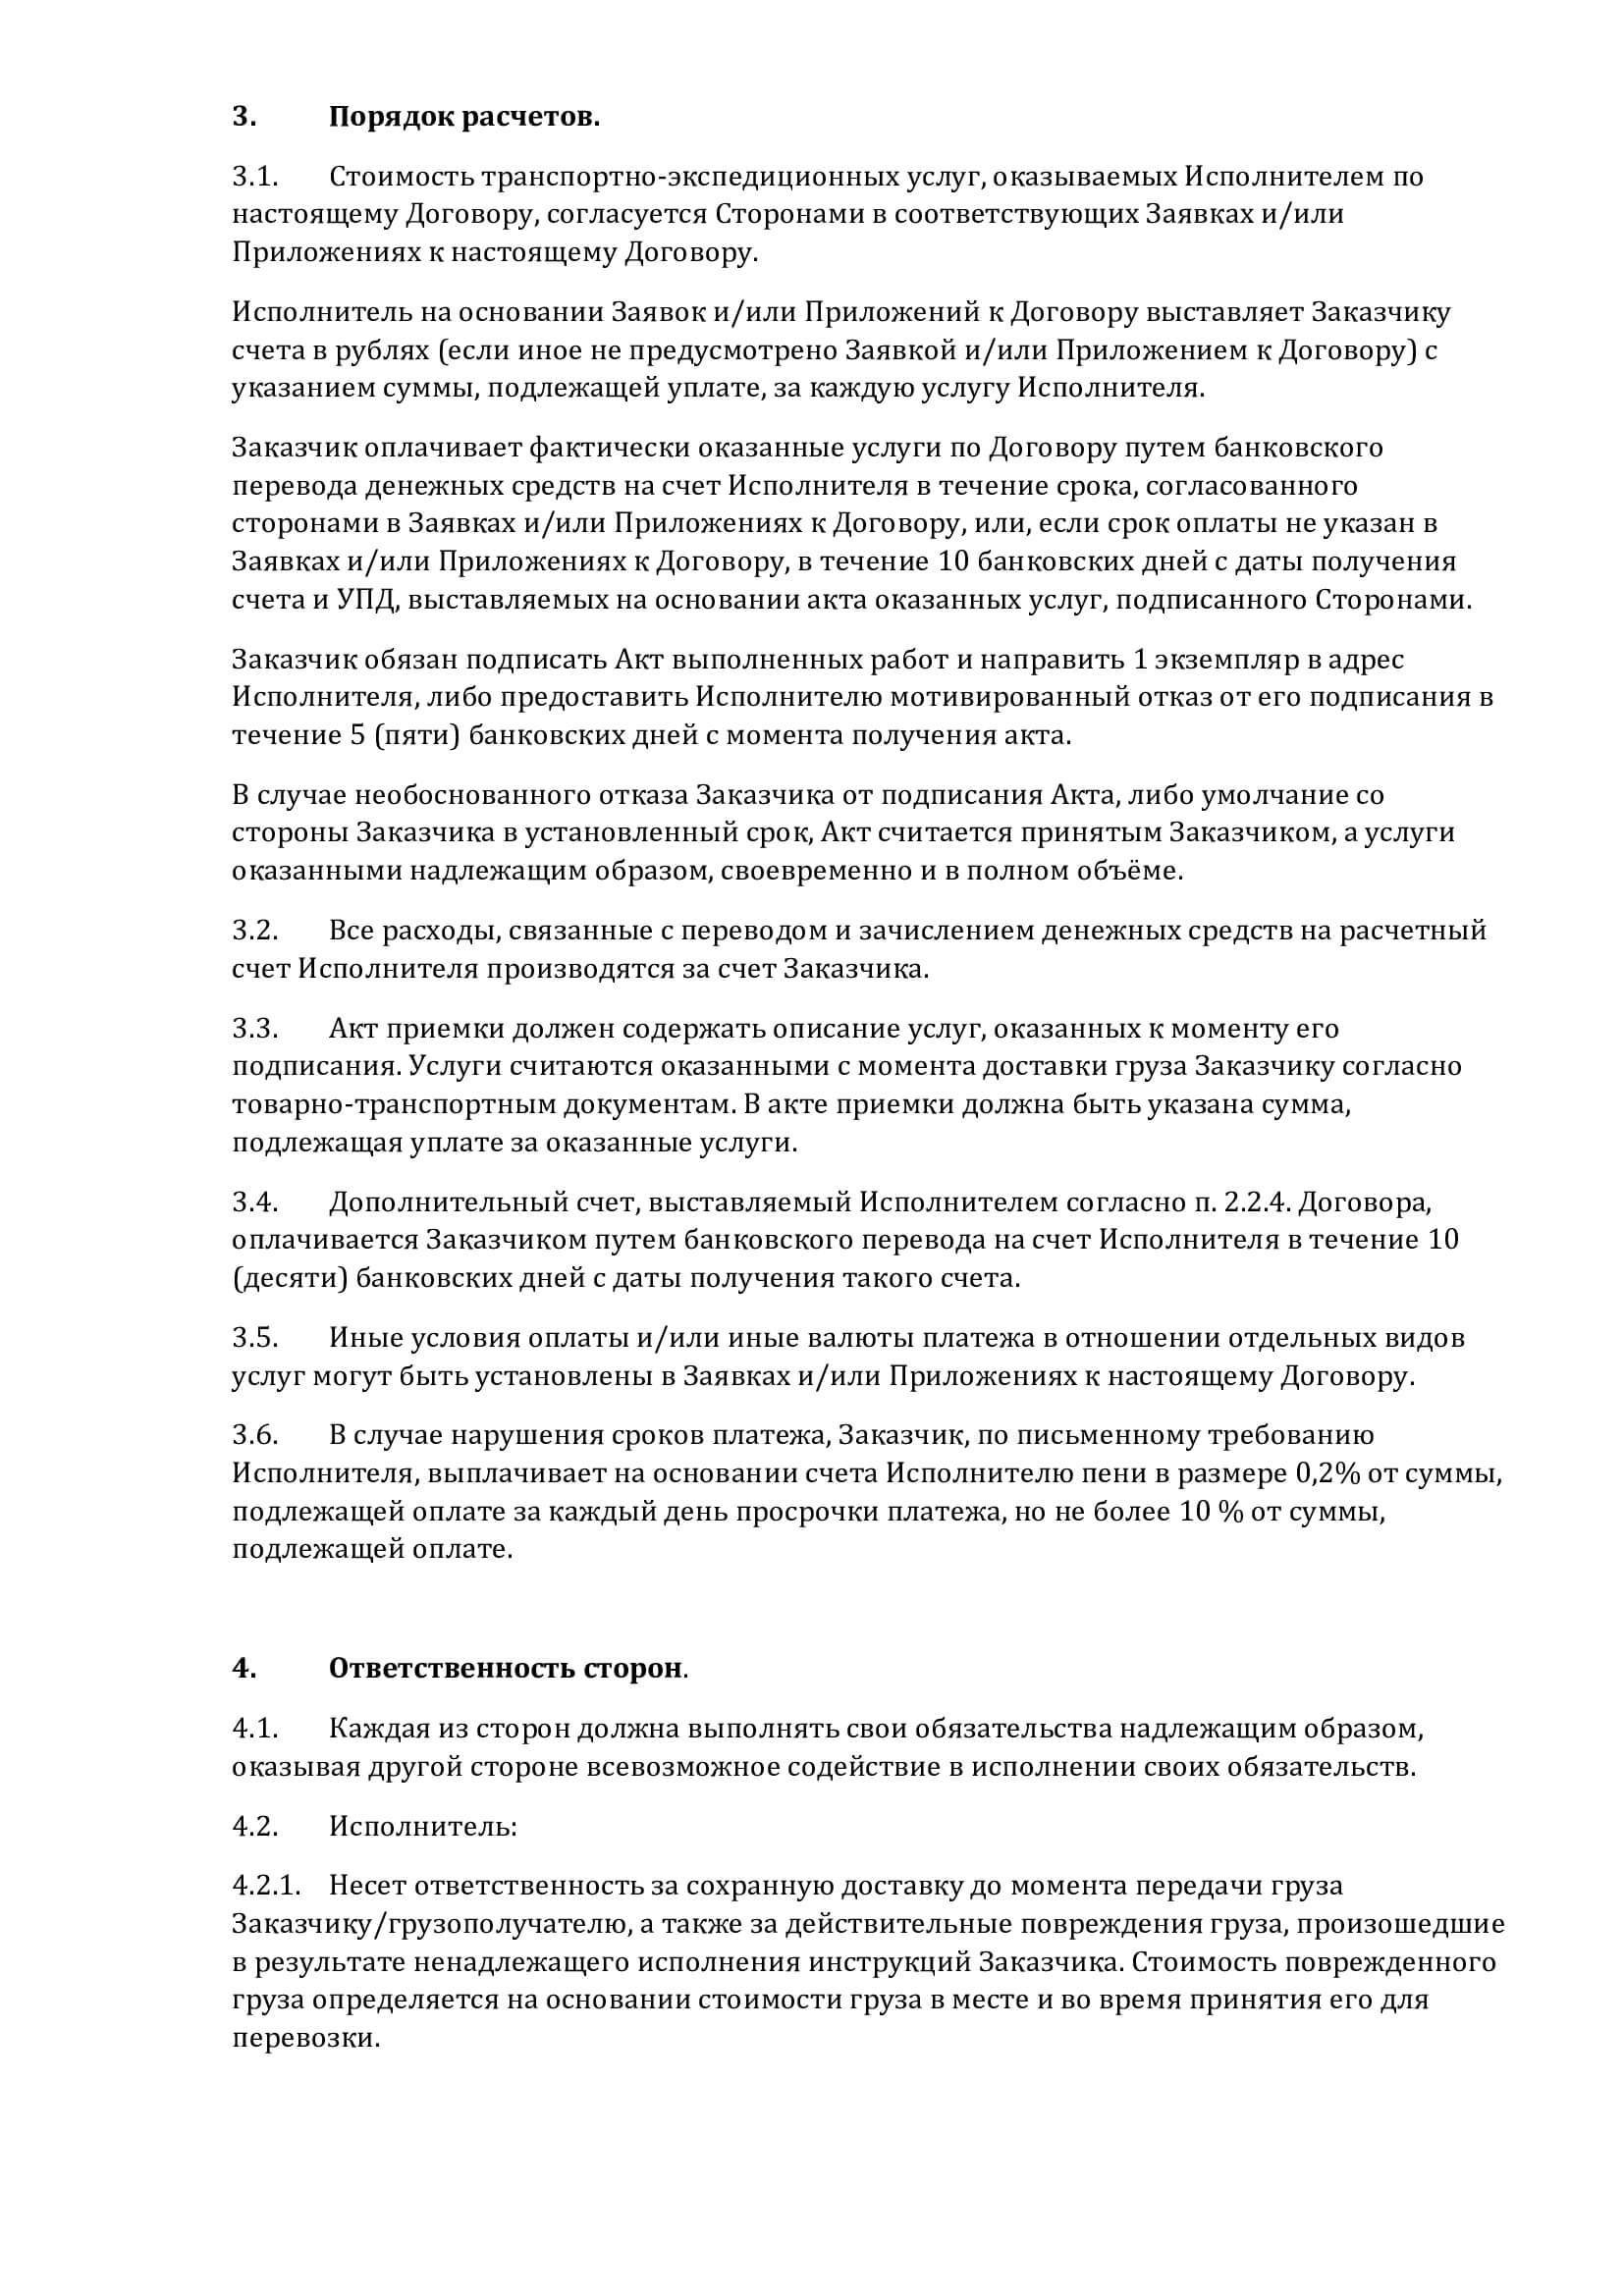 3. Порядок расчетов.
3.1. Стоимость транспортно-экспедиционных услуг, оказываемых Исполнителем по
настоящему Договору, согласуется Сторонами в соответствующих Заявках и/или
Приложениях к настоящему Договору.
Исполнитель на основании Заявок и/или Приложений к Договору выставляет Заказчику
счета в рублях (если иное не предусмотрено Заявкой и/или Приложением к Договору) с
указанием суммы, подлежащей уплате, за каждую услугу Исполнителя.
Заказчик оплачивает фактически оказанные услуги по Договору путем банковского
перевода денежных средств на счет Исполнителя в течение срока, согласованного
сторонами в Заявках и/или Приложениях к Договору, или, если срок оплаты не указан в
Заявках и/или Приложениях к Договору, в течение 10 банковских дней с даты получения
счета и УПД, выставляемых на основании акта оказанных услуг, подписанного Сторонами.
Заказчик обязан подписать Акт выполненных работ и направить 1 экземпляр в адрес
Исполнителя, либо предоставить Исполнителю мотивированный отказ от его подписания в
течение 5 (пяти) банковских дней с момента получения акта.
В случае необоснованного отказа Заказчика от подписания Акта, либо умолчание со
стороны Заказчика в установленный срок, Акт считается принятым Заказчиком, а услуги
оказанными надлежащим образом, своевременно и в полном объёме.
3.2. Все расходы, связанные с переводом и зачислением денежных средств на расчетный
счет Исполнителя производятся за счет Заказчика.
3.3. Акт приемки должен содержать описание услуг, оказанных к моменту его
подписания. Услуги считаются оказанными с момента доставки груза Заказчику согласно
товарно-транспортным документам. В акте приемки должна быть указана сумма,
подлежащая уплате за оказанные услуги.
3.4. Дополнительный счет, выставляемый Исполнителем согласно п. 2.2.4. Договора,
оплачивается Заказчиком путем банковского перевода на счет Исполнителя в течение 10
(десяти) банковских дней с даты получения такого счета.
3.5. Иные условия оплаты и/или иные валюты платежа в отношении отдельных видов
услуг могут быть установлены в Заявках и/или Приложениях к настоящему Договору.
3.6. В случае нарушения сроков платежа, Заказчик, по письменному требованию
Исполнителя, выплачивает на основании счета Исполнителю пени в размере 0,2% от суммы,
подлежащей оплате за каждый день просрочки платежа, но не более 10 % от суммы,
подлежащей оплате.
4. Ответственность сторон.
4.1. Каждая из сторон должна выполнять свои обязательства надлежащим образом,
оказывая другой стороне всевозможное содействие в исполнении своих обязательств.
4.2. Исполнитель:
4.2.1. Несет ответственность за сохранную доставку до момента передачи груза
Заказчику/грузополучателю, а также за действительные повреждения груза, произошедшие
в результате ненадлежащего исполнения инструкций Заказчика. Стоимость поврежденного
груза определяется на основании стоимости груза в месте и во время принятия его для
перевозки.